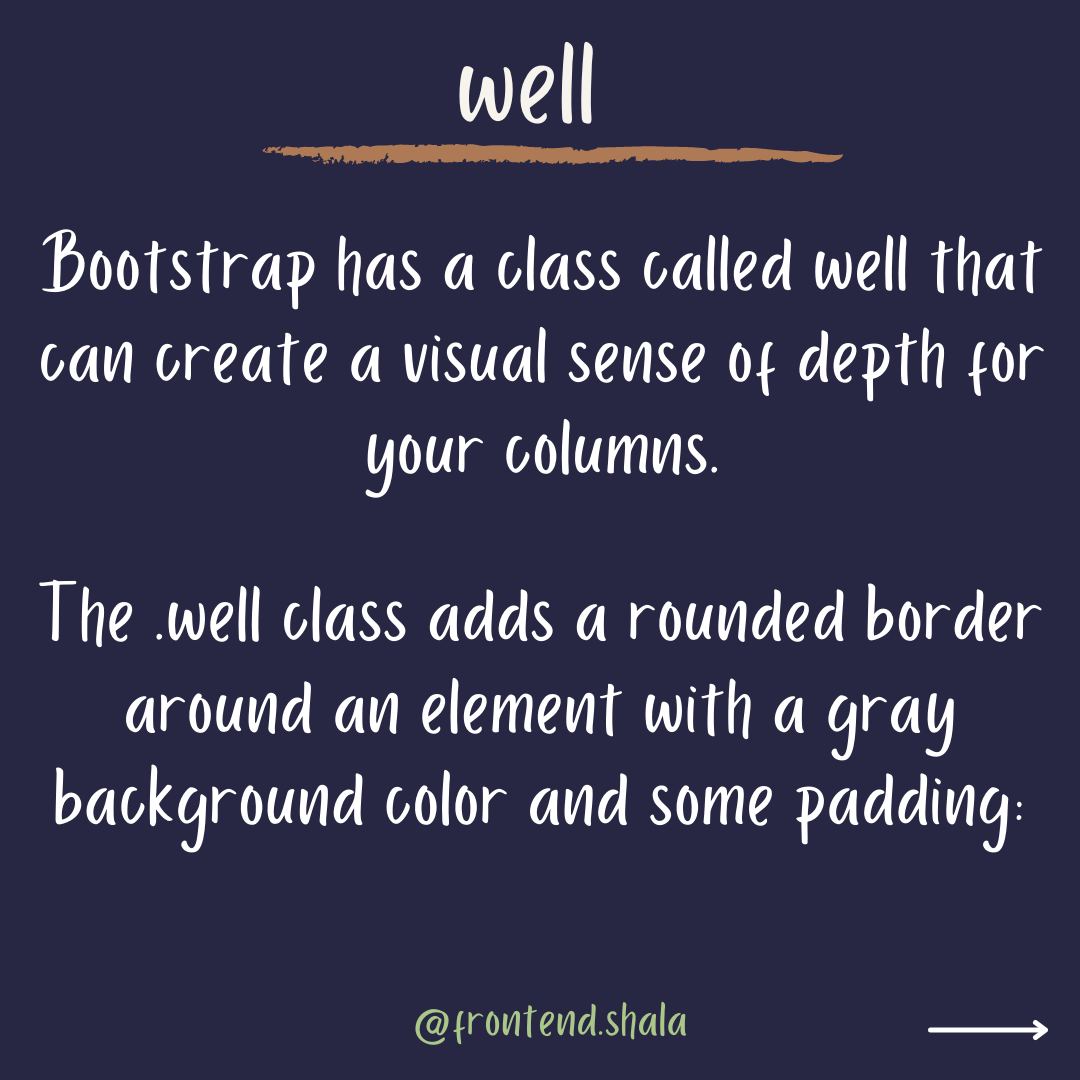 well
Bootstrap has a class called well that
can create a visual sense of depth for
your columns.
The .well class adds a rounded border
around an element with a gray
background color and some padding:
@frontend.shala